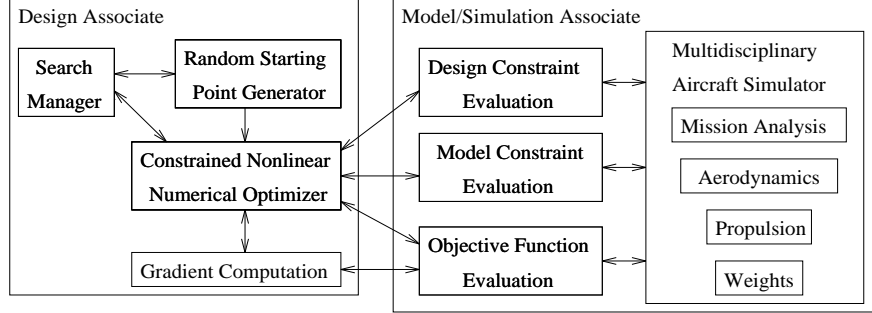 Design Associate
Search
Manager
Random Starting
Point Generator
Constrained Nonlinear
Numerical Optimizer
Gradient Computation
Model/Simulation Associate
Design Constraint
Evaluation
Model Constraint
Evaluation
Objective Function
Evaluation
Multidisciplinary
Aircraft Simulator
Mission Analysis
Aerodynamics
Propulsion
Weights